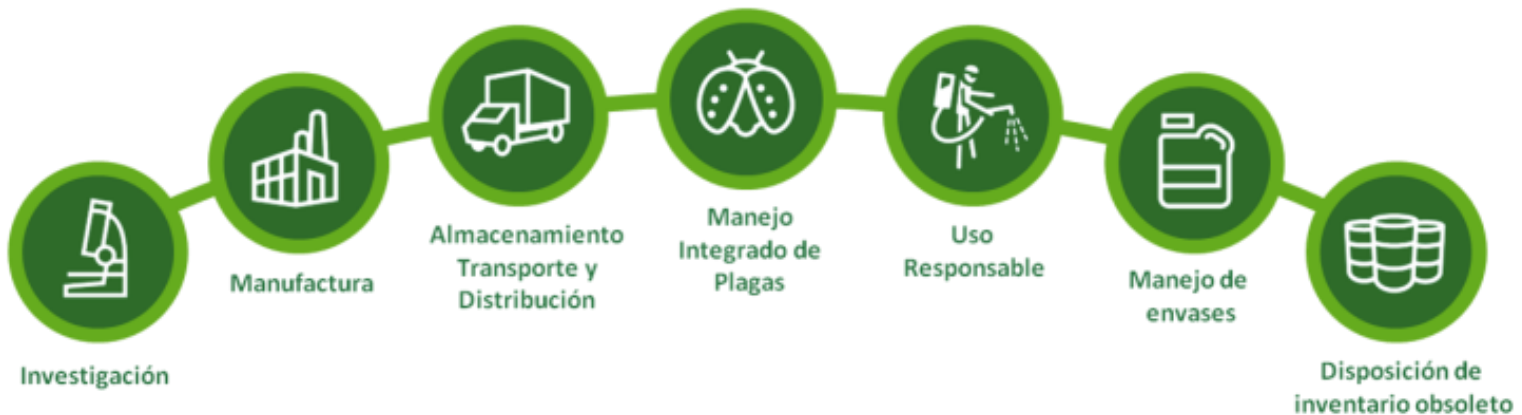 Investigación
Manufactura
Almacenamiento
Transporte y
Distribución
Manejo
Integrado de
Plagas
Uso
Responsable
Manejo de
envases
Disposición de
inventario obsoleto